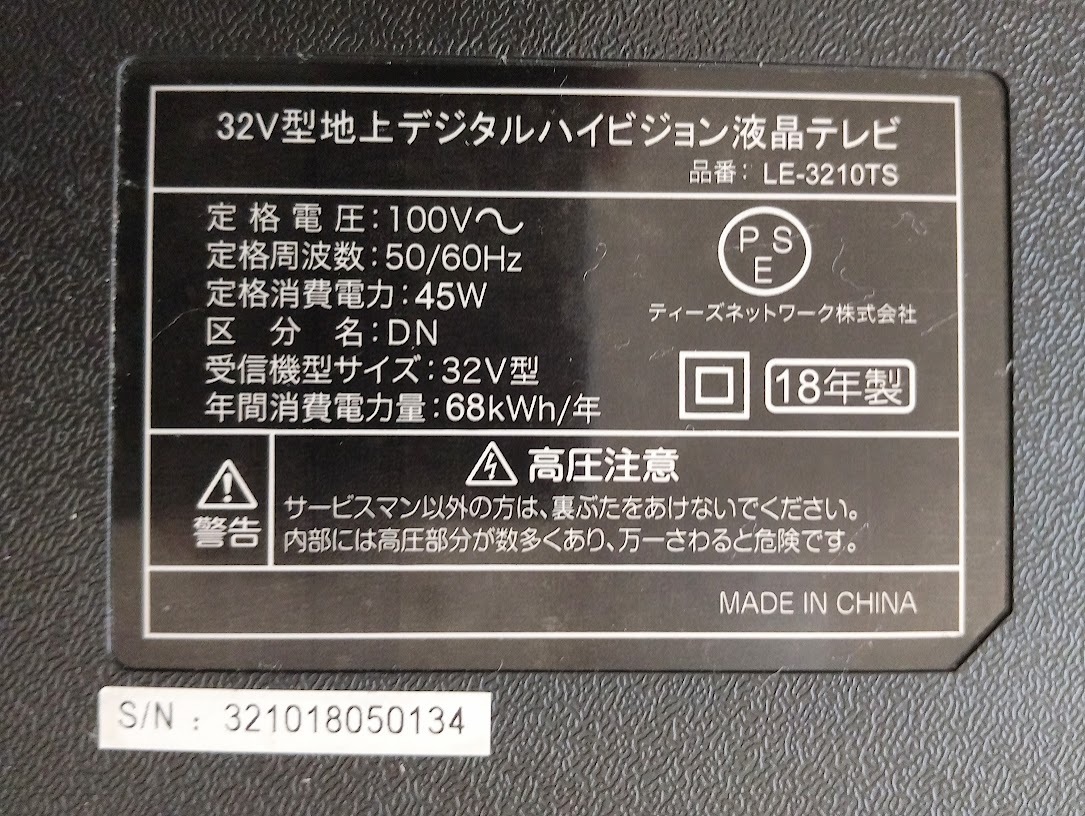 32V型地上デジタルハイビジョン液晶テレビ
品番： LE-3210TS
定格電圧：100V～
定格周波数：50/60Hz
定格消費電力：45W
区分名：DN
受信機型サイズ：32V型
年間消費電力量：68kWh/年
PSE
ティーズネットワーク株式会社
18年製
警告
高圧注意
サービスマン以外の方は、裏ぶたをあけないでください。
内部には高圧部分が数多くあり、万一さわると危険です。
MADE IN CHINA
S/N : 321018050134